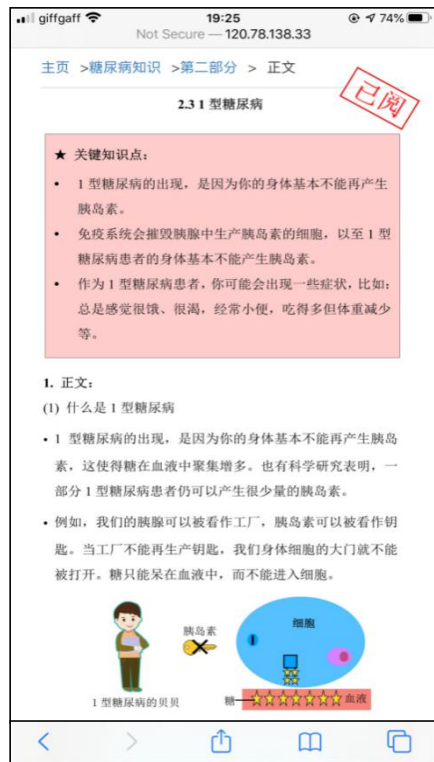 giffgaff 19:25 74%
Not Secure — 120.78.138.33
主页 >糖尿病知识 >第二部分 > 正文
已阅
2.3 1 型糖尿病
★ 关键知识点：
• 1 型糖尿病的出现，是因为你的身体基本不能再产生
胰岛素。
• 免疫系统会摧毁胰腺中生产胰岛素的细胞，以至 1 型
糖尿病患者的身体基本不能产生胰岛素。
• 作为 1 型糖尿病患者，你可能会出现一些症状，比如：
总是感觉很饿、很渴，经常小便，吃得多但体重减少
等。
1. 正文：
(1) 什么是 1 型糖尿病
• 1 型糖尿病的出现，是因为你的身体基本不能再产生胰岛
素，这使得糖在血液中聚集增多。也有科学研究表明，一
部分 1 型糖尿病患者仍可以产生很少量的胰岛素。
• 例如，我们的胰腺可以被看作工厂，胰岛素可以被看作钥
匙。当工厂不能再生产钥匙，我们身体细胞的大门就不能
被打开。糖只能呆在血液中，而不能进入细胞。
细胞
胰岛素
1 型糖尿病的贝贝
糖
血液